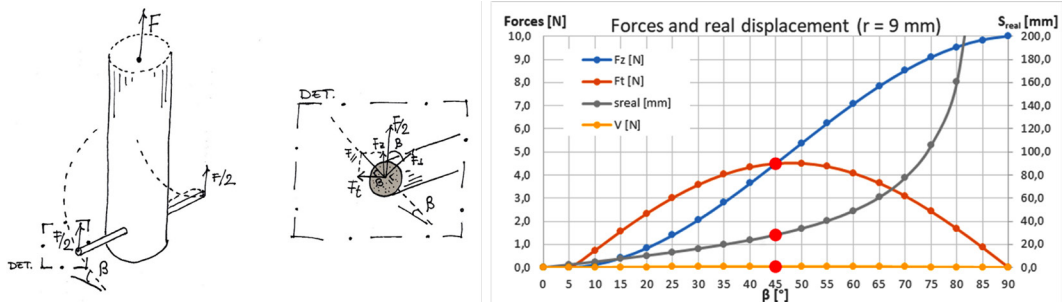 F
F/2
F/2
DET.
β
DET.
F/2
Fz
β
Ft
β
Forces [N]
Forces and real displacement (r = 9 mm)
Sreal [mm]
10,0
9,0
8,0
7,0
6,0
5,0
4,0
3,0
2,0
1,0
0,0
Fz [N]
Ft [N]
sreal [mm]
V [N]
200,0
180,0
160,0
140,0
120,0
100,0
80,0
60,0
40,0
20,0
0,0
0 5 10 15 20 25 30 35 40 45 50 55 60 65 70 75 80 85 90
β [°]